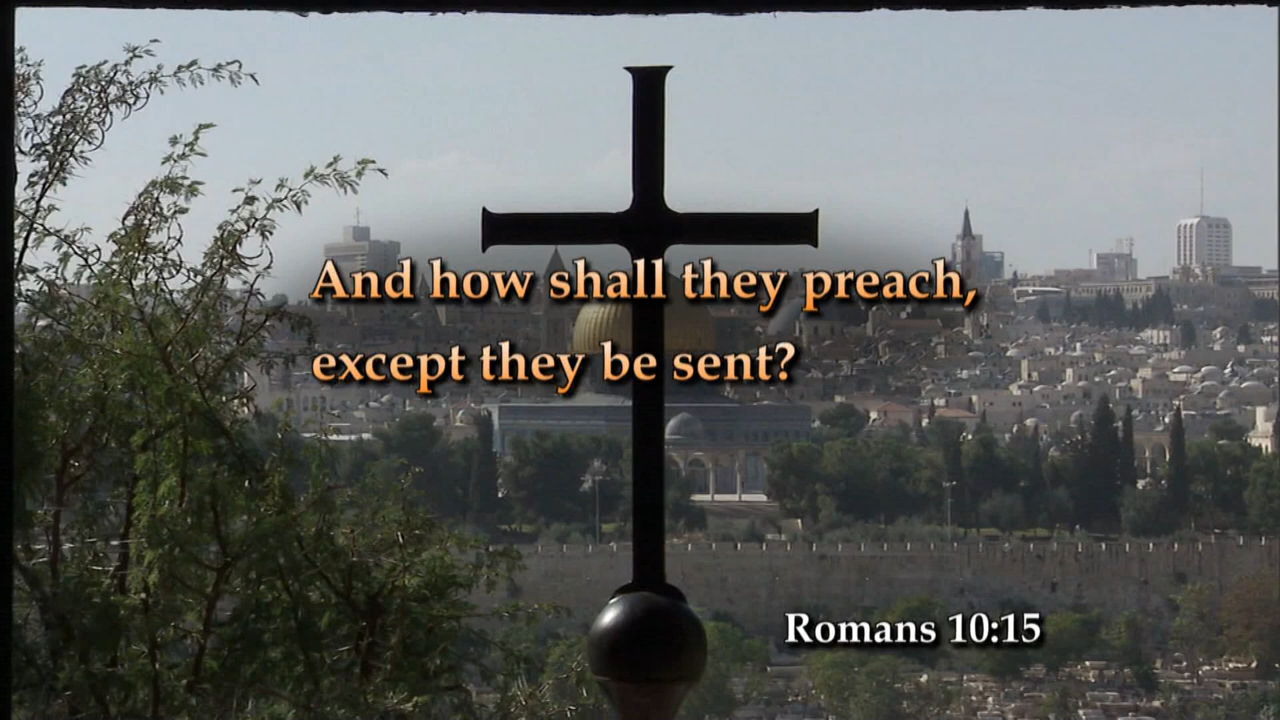 And how shall they preach,
except they be sent?
Romans 10:15